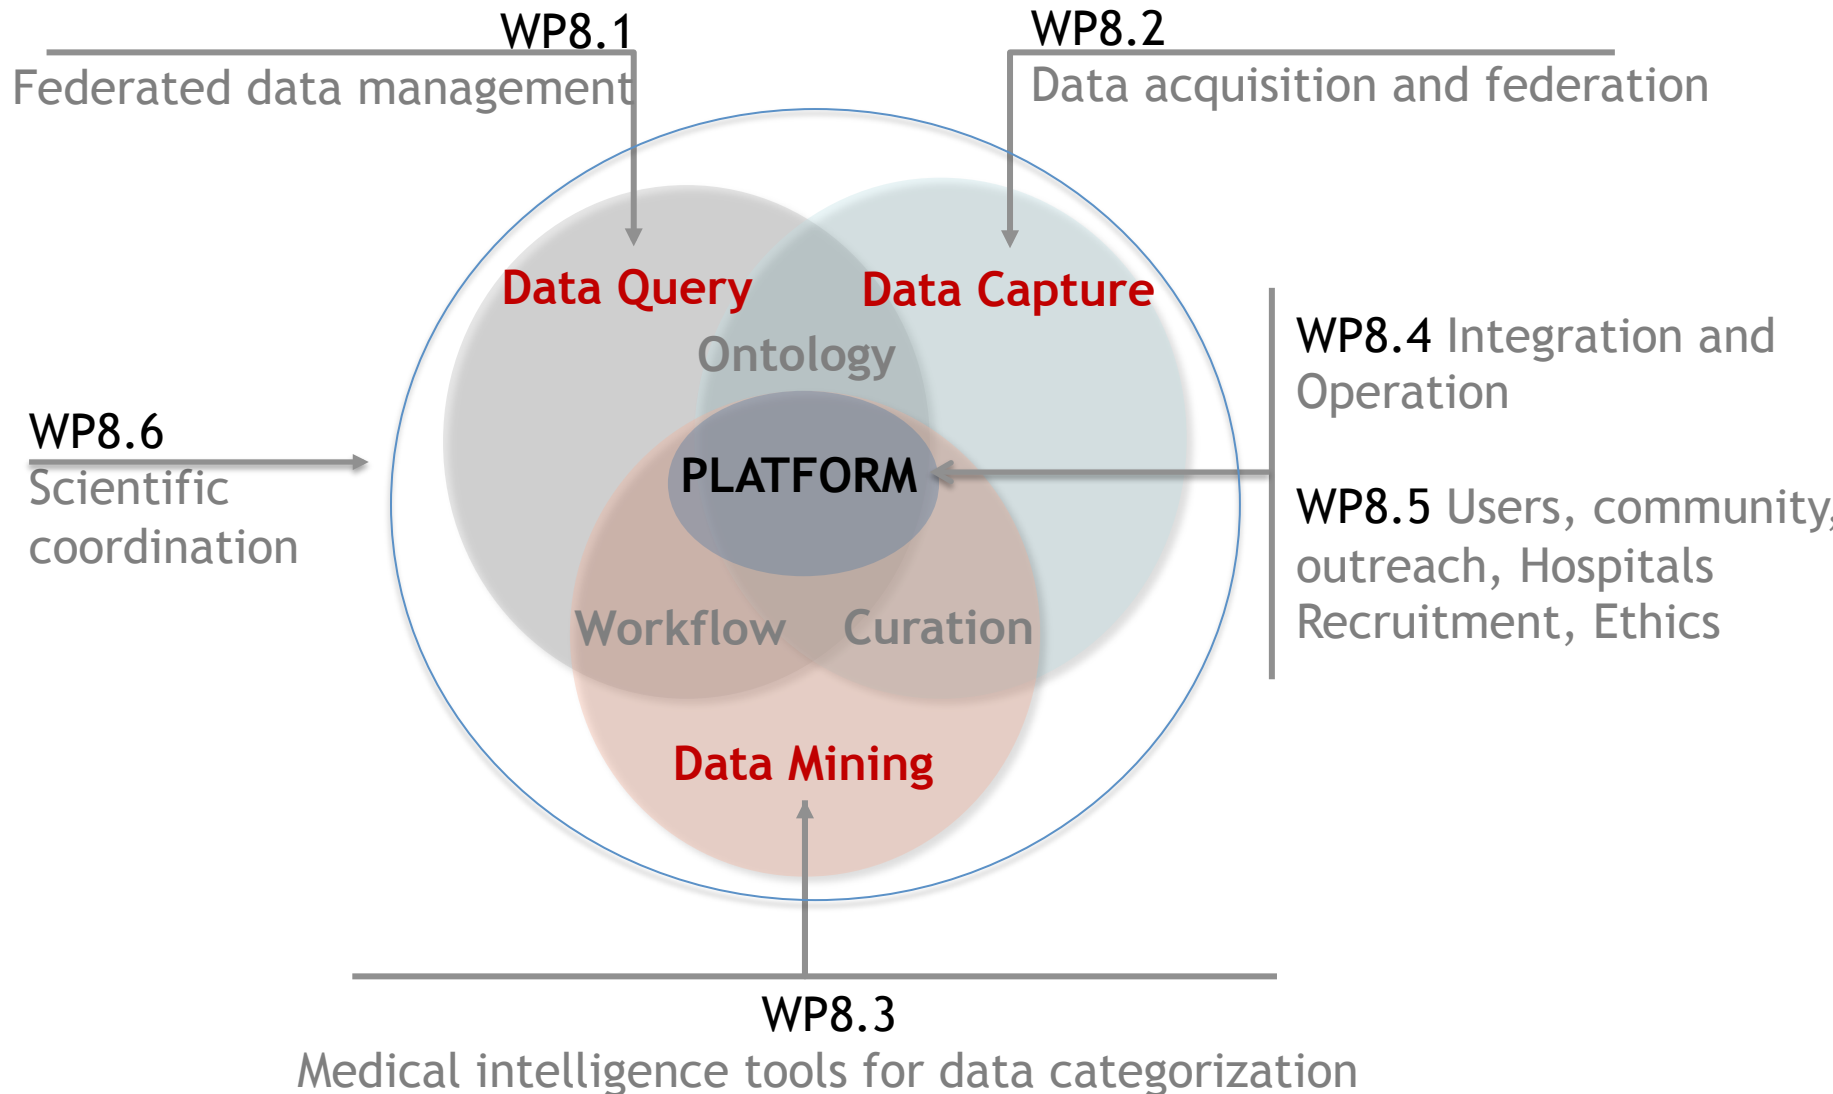 WP8.1
Federated data management
WP8.2
Data acquisition and federation
Data Query
Data Capture
Ontology
WP8.4 Integration and
Operation
WP8.6
Scientific
coordination
PLATFORM
WP8.5 Users, community,
outreach, Hospitals
Recruitment, Ethics
Workflow
Curation
Data Mining
WP8.3
Medical intelligence tools for data categorization